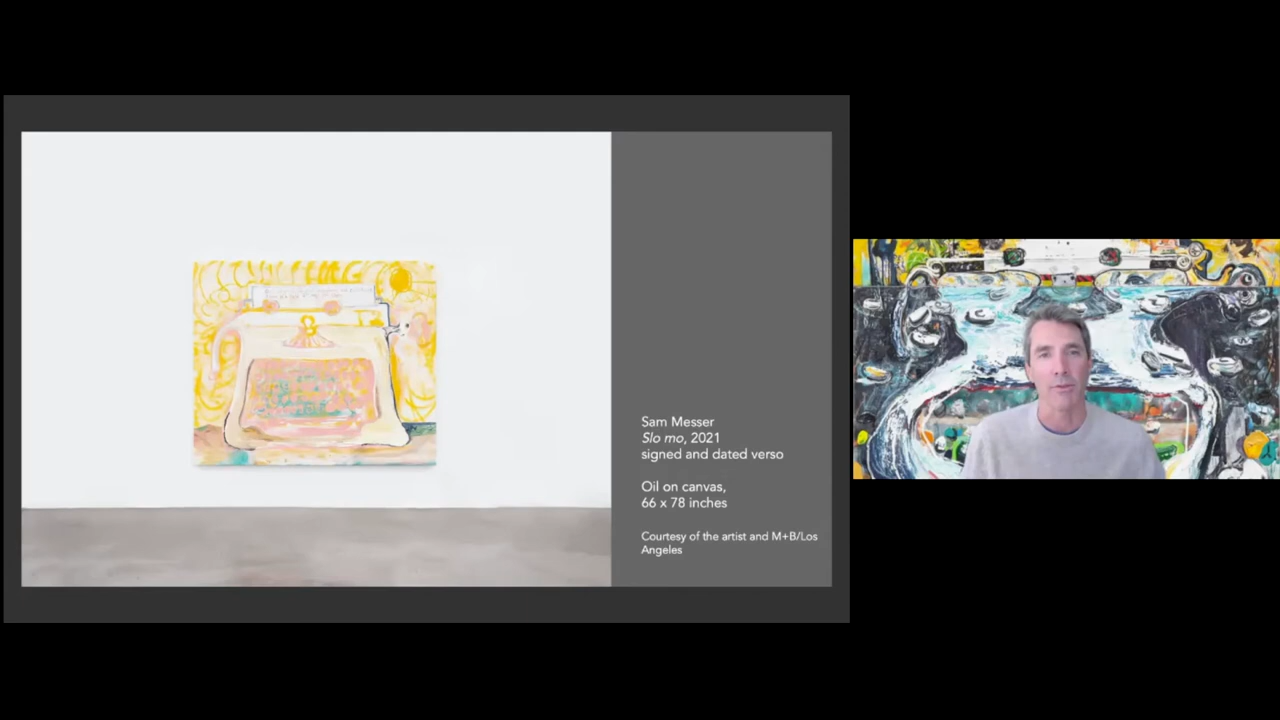 Sam Messer
Slo mo, 2021
signed and dated verso
Oil on canvas,
66 x 78 inches
Courtesy of the artist and M+B/Los
Angeles